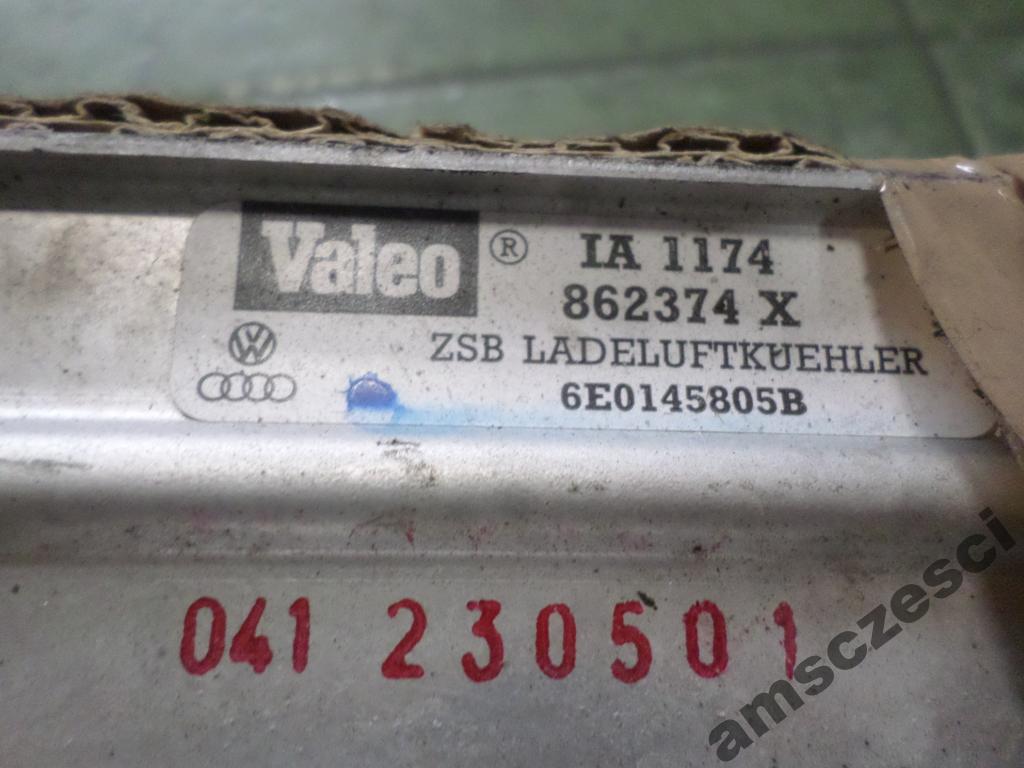 Valeo ® IA 1174
862374 X
ZSB LADELUFTKUEHLER
6E0145805B
041 230501
amsczesci